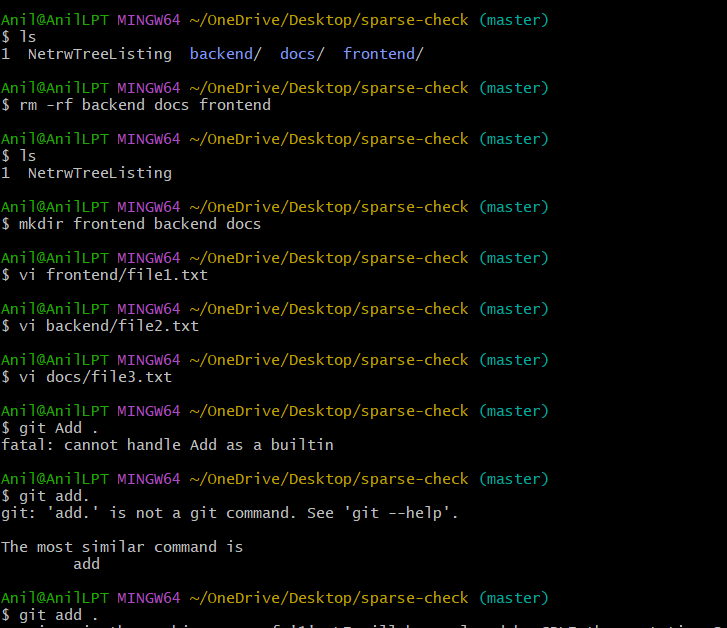 Anil@AnilLPT MINGW64 ~/OneDrive/Desktop/sparse-check (master)
$ ls
1  NetrwTreeListing  backend/  docs/  frontend/
Anil@AnilLPT MINGW64 ~/OneDrive/Desktop/sparse-check (master)
$ rm -rf backend docs frontend
Anil@AnilLPT MINGW64 ~/OneDrive/Desktop/sparse-check (master)
$ ls
1  NetrwTreeListing
Anil@AnilLPT MINGW64 ~/OneDrive/Desktop/sparse-check (master)
$ mkdir frontend backend docs
Anil@AnilLPT MINGW64 ~/OneDrive/Desktop/sparse-check (master)
$ vi frontend/file1.txt
Anil@AnilLPT MINGW64 ~/OneDrive/Desktop/sparse-check (master)
$ vi backend/file2.txt
Anil@AnilLPT MINGW64 ~/OneDrive/Desktop/sparse-check (master)
$ vi docs/file3.txt
Anil@AnilLPT MINGW64 ~/OneDrive/Desktop/sparse-check (master)
$ git Add .
fatal: cannot handle Add as a builtin
Anil@AnilLPT MINGW64 ~/OneDrive/Desktop/sparse-check (master)
$ git add.
git: 'add.' is not a git command. See 'git --help'.
The most similar command is
add
Anil@AnilLPT MINGW64 ~/OneDrive/Desktop/sparse-check (master)
$ git add .